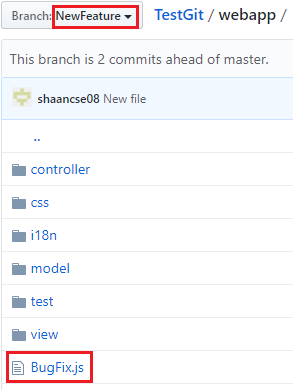 Branch: NewFeature TestGit / webapp /
This branch is 2 commits ahead of master.
shaancse08 New file
..
controller
css
i18n
model
test
view
BugFix.js